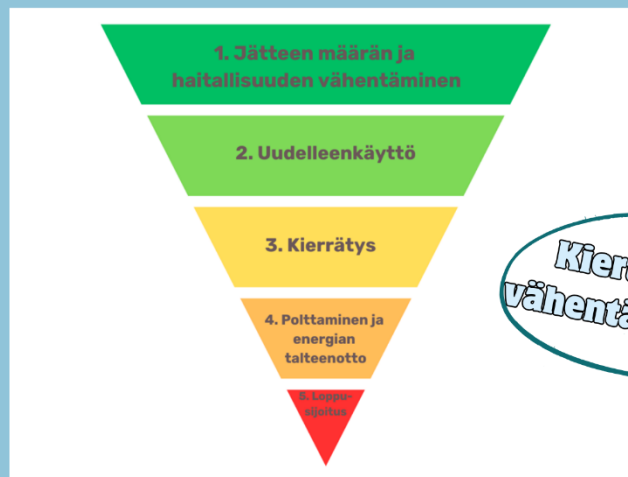 1. Jätteen määrän ja
haitallisuuden vähentäminen
2. Uudelleenkäyttö
3. Kierrätys
4. Polttaminen ja
energian
talteenotto
5. Loppu-
sijoitus